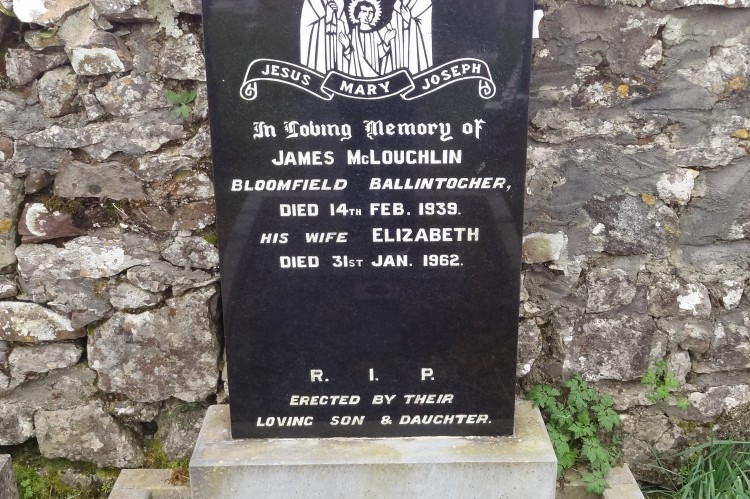 JESUS MARY JOSEPH
In Loving Memory of
JAMES McLOUCHLIN
BLOOMFIELD BALLINTOGHER,
DIED 14TH FEB. 1939.
HIS WIFE ELIZABETH
DIED 31ST JAN. 1962.
R. I. P.
ERECTED BY THEIR
LOVING SON & DAUGHTER.